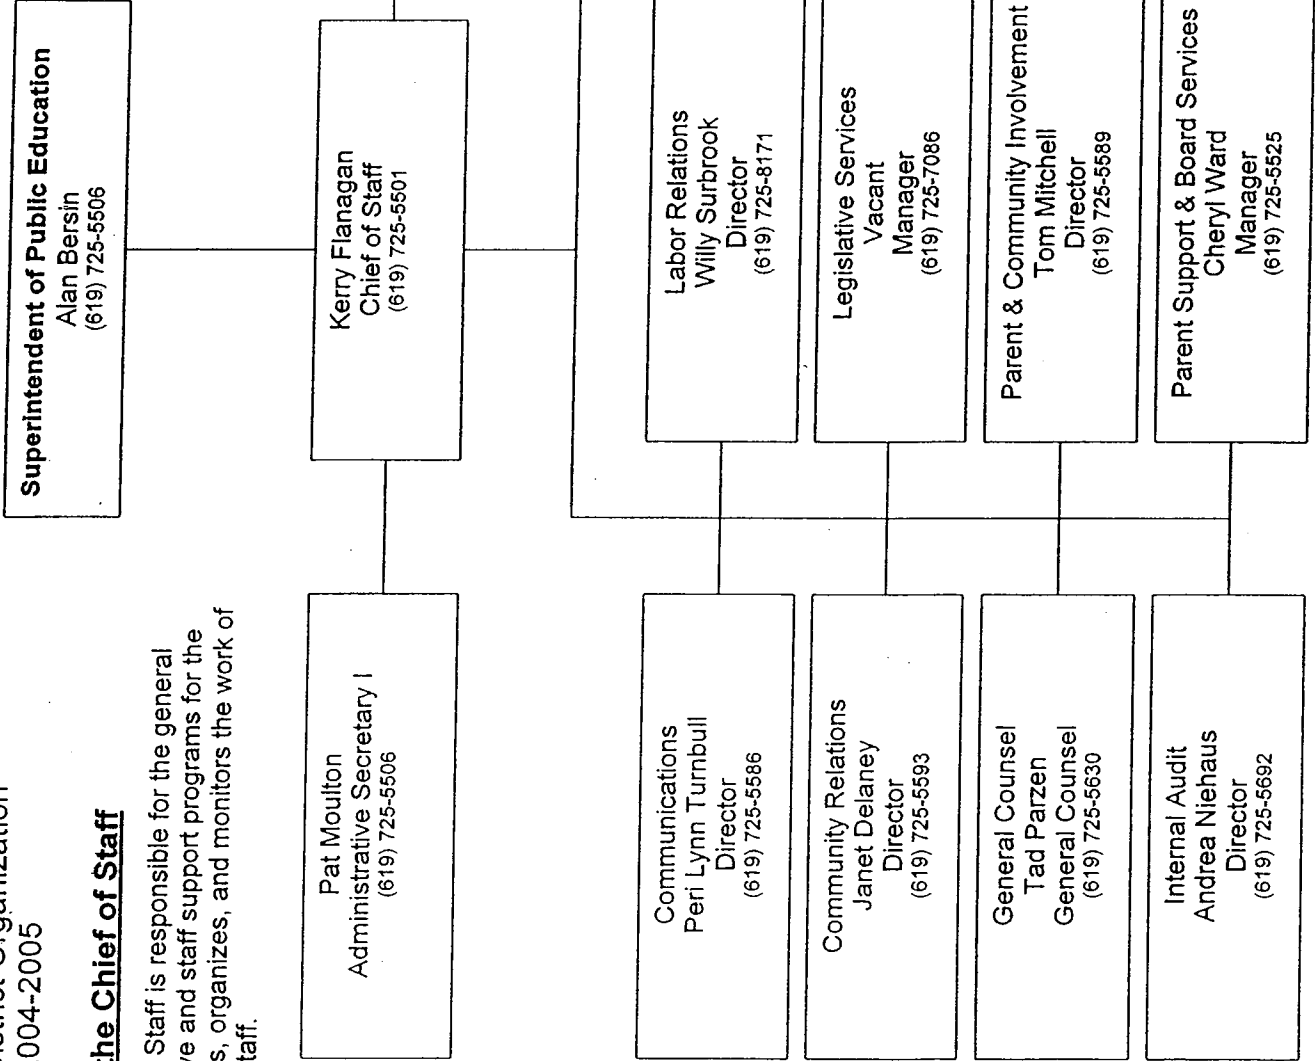 004-2005
the Chief of Staff
Staff is responsible for the general
ve and staff support programs for the
s, organizes, and monitors the work of
taff.
Superintendent of Public Education
Alan Bersin
(619) 725-5506
Pat Moulton
Administrative Secretary I
(619) 725-5506
Kerry Flanagan
Chief of Staff
(619) 725-5501
Communications
Peri Lynn Turnbull
Director
(619) 725-5586
Labor Relations
Willy Surbrook
Director
(619) 725-8171
Community Relations
Janet Delaney
Director
(619) 725-5593
Legislative Services
Vacant
Manager
(619) 725-7086
General Counsel
Tad Parzen
General Counsel
(619) 725-5630
Parent & Community Involvement
Tom Mitchell
Director
(619) 725-5589
Internal Audit
Andrea Niehaus
Director
(619) 725-5692
Parent Support & Board Services
Cheryl Ward
Manager
(619) 725-5525